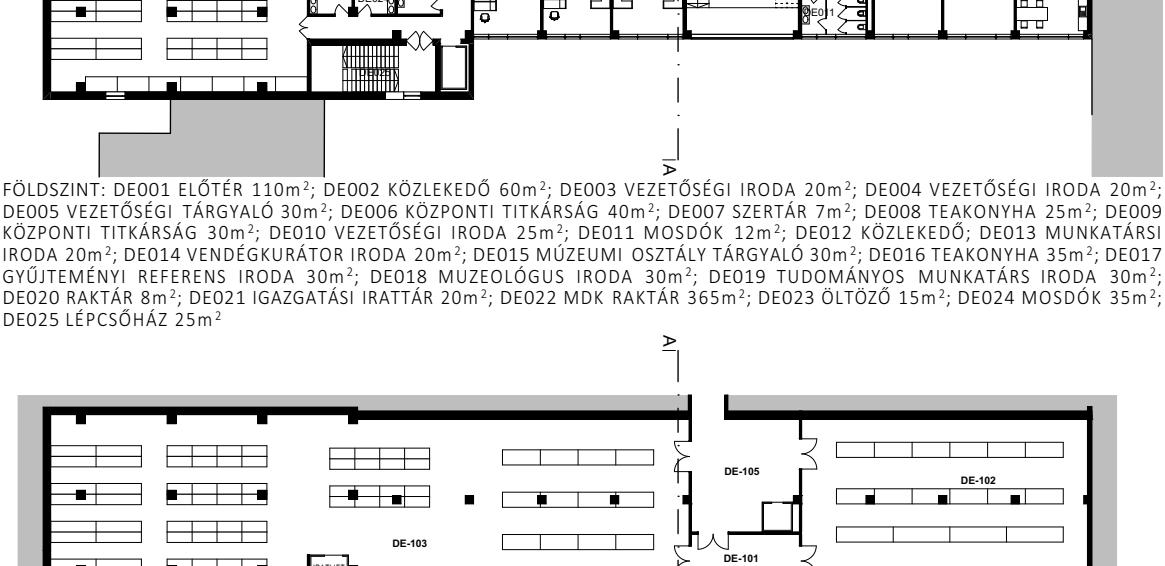 DE011
DE025
A
FÖLDSZINT: DE001 ELŐTÉR 110m²; DE002 KÖZLEKEDŐ 60m²; DE003 VEZETŐSÉGI IRODA 20m²; DE004 VEZETŐSÉGI IRODA 20m²;
DE005 VEZETŐSÉGI TÁRGYALÓ 30m²; DE006 KÖZPONTI TITKÁRSÁG 40m²; DE007 SZERTÁR 7m²; DE008 TEAKONYHA 25m²; DE009
KÖZPONTI TITKÁRSÁG 30m²; DE010 VEZETŐSÉGI IRODA 25m²; DE011 MOSDÓK 12m²; DE012 KÖZLEKEDŐ; DE013 MUNKATÁRSI
IRODA 20m²; DE014 VENDÉGKURÁTOR IRODA 20m²; DE015 MÚZEUMI OSZTÁLY TÁRGYALÓ 30m²; DE016 TEAKONYHA 35m²; DE017
GYŰJTEMÉNYI REFERENS IRODA 30m²; DE018 MUZEOLÓGUS IRODA 30m²; DE019 TUDOMÁNYOS MUNKATÁRS IRODA 30m²;
DE020 RAKTÁR 8m²; DE021 IGAZGATÁSI IRATTÁR 20m²; DE022 MDK RAKTÁR 365m²; DE023 ÖLTÖZŐ 15m²; DE024 MOSDÓK 35m²;
DE025 LÉPCSŐHÁZ 25m²
A
DE-105
DE-102
DE-103
DE-101